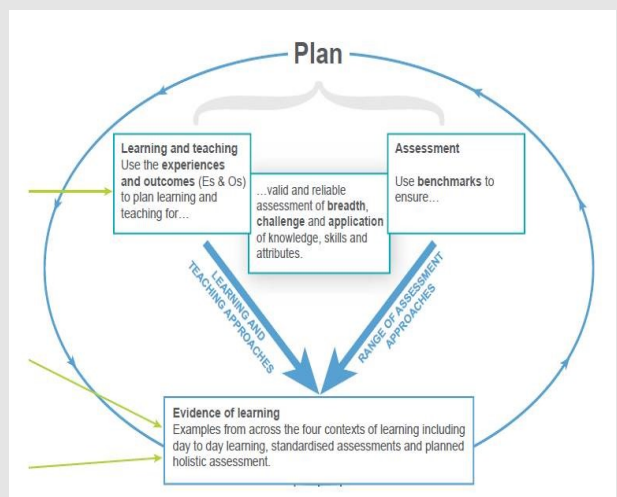 Plan
Learning and teaching
Use the experiences
and outcomes (Es & Os)
to plan learning and
teaching for...
...valid and reliable
assessment of breadth,
challenge and application
of knowledge, skills and
attributes.
Assessment
Use benchmarks to
ensure...
LEARNING AND
TEACHING APPROACHES
RANGE OF ASSESSMENT
APPROACHES
Evidence of learning
Examples from across the four contexts of learning including
day to day learning, standardised assessments and planned
holistic assessment.